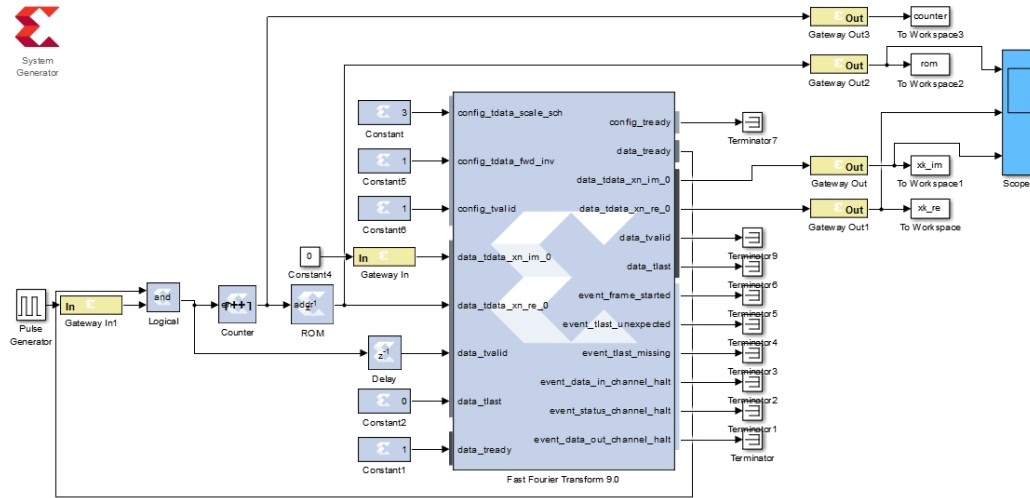 System
Generator
Out
Gateway Out3
counter
To Workspace3
Out
Gateway Out2
rom
To Workspace2
3
Constant
1
Constant5
1
Constant6
0
Constant4
In
Gateway In
Pulse
Generator
In
Gateway In1
and
Logical
Counter
addr
ROM
z-1
Delay
0
Constant2
1
Constant1
config_tdata_scale_sch
config_tdata_fwd_inv
config_tvalid
data_tdata_xn_im_0
data_tdata_xn_re_0
data_tvalid
data_tlast
data_tready
config_tready
data_tready
data_tdata_xn_im_0
data_tdata_xn_re_0
data_tvalid
data_tlast
event_frame_started
event_tlast_unexpected
event_tlast_missing
event_data_in_channel_halt
event_status_channel_halt
event_data_out_channel_halt
Fast Fourier Transform 9.0
Terminator7
Out
Gateway Out
xk_im
To Workspace1
Out
Gateway Out1
xk_re
To Workspace
Scope
Terminator9
Terminator6
Terminator5
Terminator4
Terminator3
Terminator2
Terminator1
Terminator